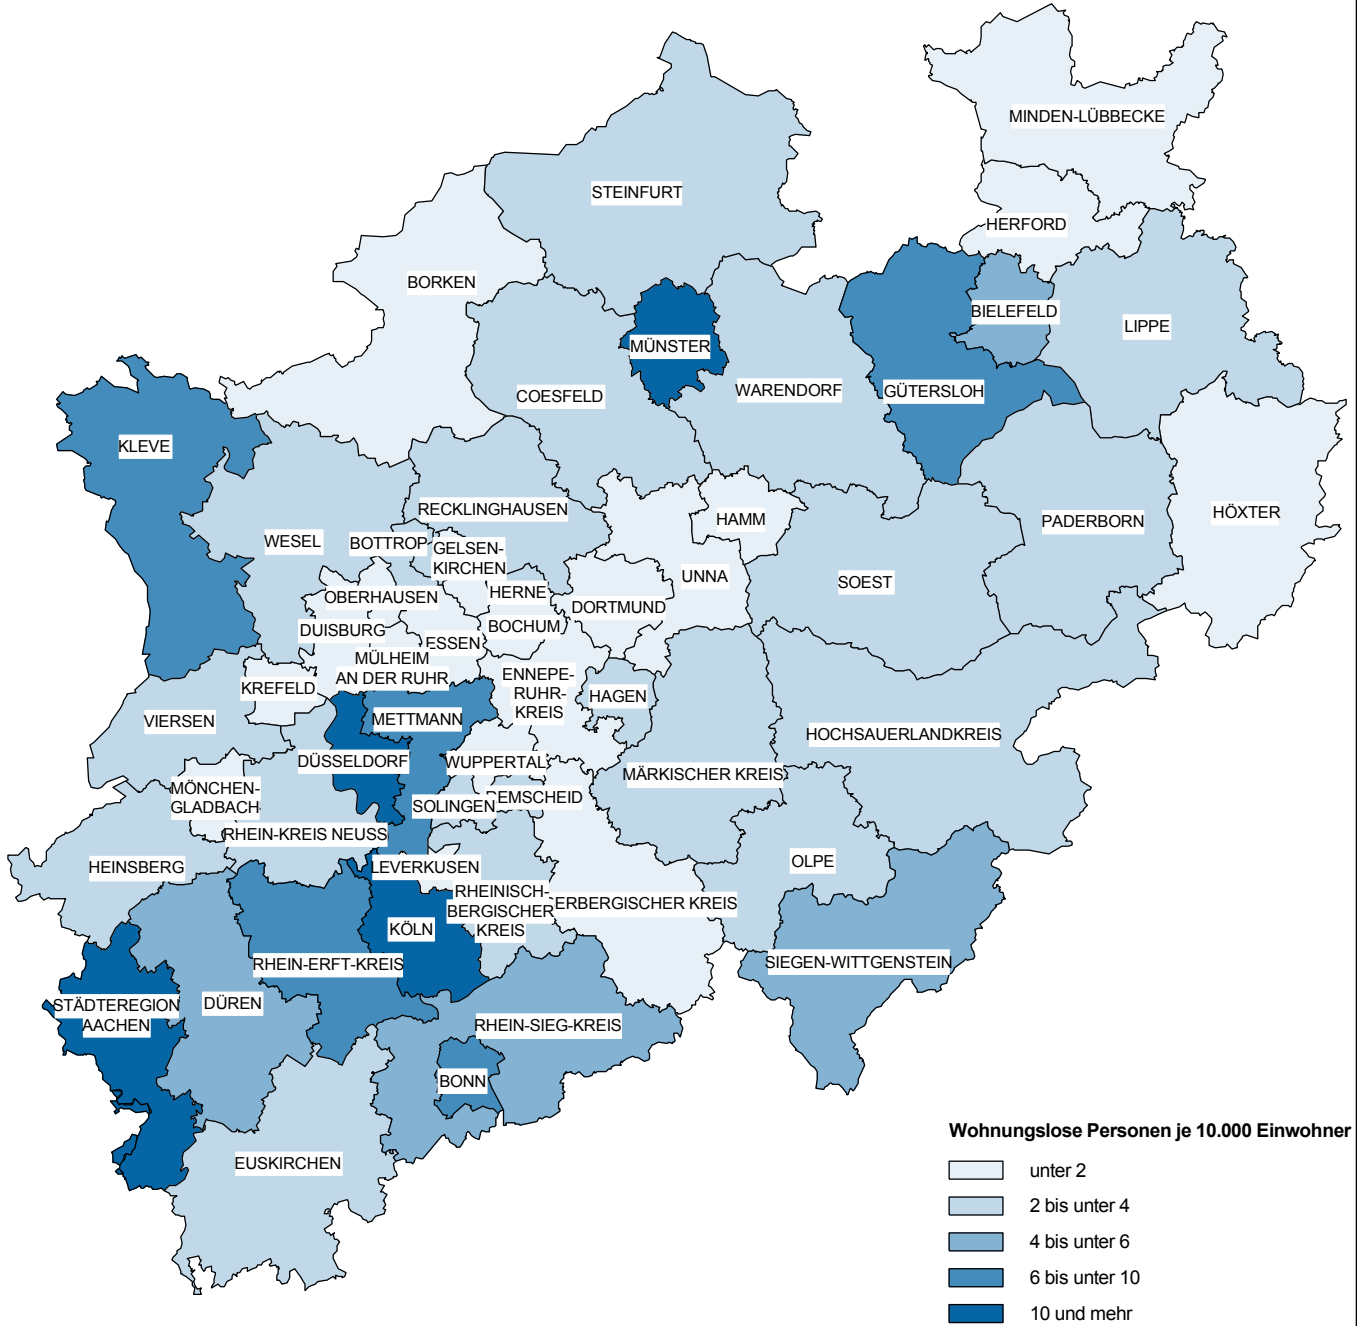 MINDEN-LÜBBECKE
STEINFURT
HERFORD
BORKEN
BIELEFELD
LIPPE
MÜNSTER
WARENDORF
GÜTERSLOH
COESFELD
KLEVE
RECKLINGHAUSEN
HAMM
HÖXTER
PADERBORN
WESEL
BOTTROP
GELSEN-
KIRCHEN
UNNA
SOEST
OBERHAUSEN
HERNE
DORTMUND
DUISBURG
BOCHUM
ESSEN
MÜLHEIM
AN DER RUHR
ENNEPE-
RUHR-
KREIS
KREFELD
HAGEN
VIERSEN
METTMANN
HOCHSAUERLANDKREIS
DÜSSELDORF
WUPPERTAL
MÄRKISCHER KREIS
MÖNCHEN-
GLADBACH
SOLINGEN
REMSCHEID
RHEIN-KREIS NEUSS
HEINSBERG
LEVERKUSEN
OLPE
RHEINISCH-
BERGISCHER
KREIS
ERBERGISCHER KREIS
KÖLN
RHEIN-ERFT-KREIS
SIEGEN-WITTGENSTEIN
STÄDTEREGION
AACHEN
DÜREN
RHEIN-SIEG-KREIS
BONN
EUSKIRCHEN
Wohnungslose Personen je 10.000 Einwohner
unter 2
2 bis unter 4
4 bis unter 6
6 bis unter 10
10 und mehr